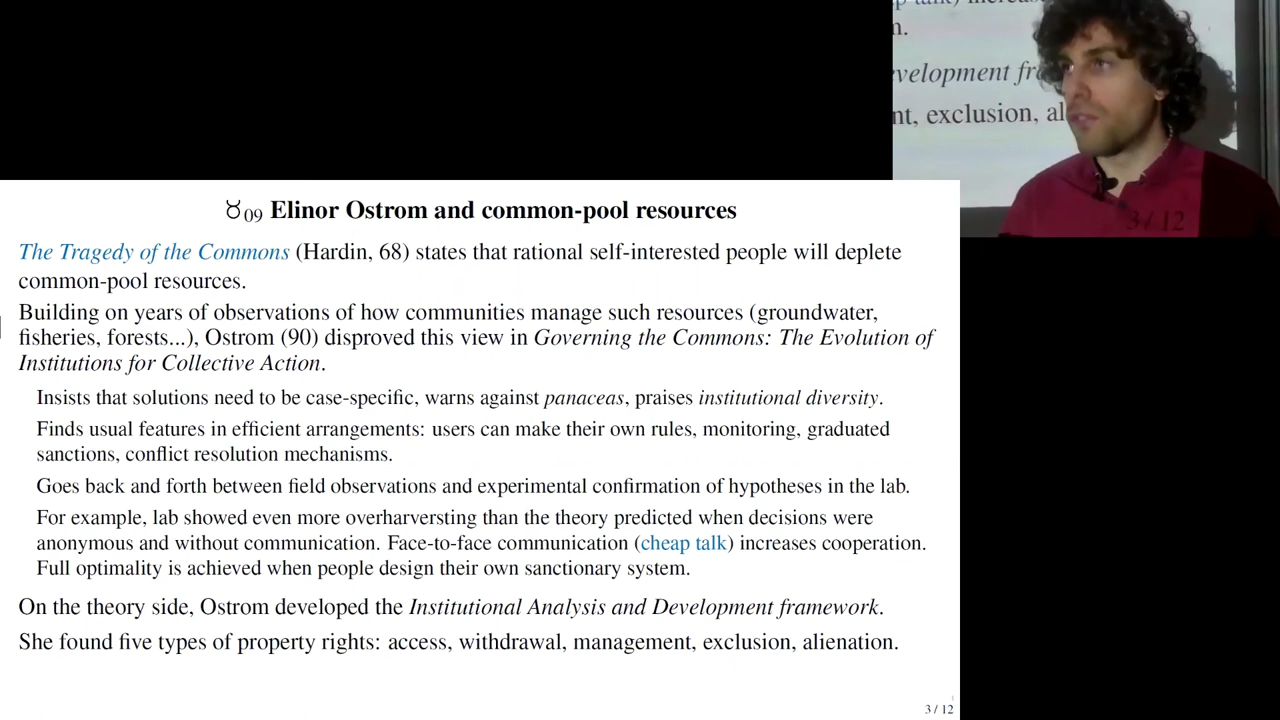 p talk) increas
n.
velopment fr
nt, exclusion, al
3 / 12
♉09 Elinor Ostrom and common-pool resources
The Tragedy of the Commons (Hardin, 68) states that rational self-interested people will deplete
common-pool resources.
Building on years of observations of how communities manage such resources (groundwater,
fisheries, forests...), Ostrom (90) disproved this view in Governing the Commons: The Evolution of
Institutions for Collective Action.
Insists that solutions need to be case-specific, warns against panaceas, praises institutional diversity.
Finds usual features in efficient arrangements: users can make their own rules, monitoring, graduated
sanctions, conflict resolution mechanisms.
Goes back and forth between field observations and experimental confirmation of hypotheses in the lab.
For example, lab showed even more overharversting than the theory predicted when decisions were
anonymous and without communication. Face-to-face communication (cheap talk) increases cooperation.
Full optimality is achieved when people design their own sanctionary system.
On the theory side, Ostrom developed the Institutional Analysis and Development framework.
She found five types of property rights: access, withdrawal, management, exclusion, alienation.
3 / 12